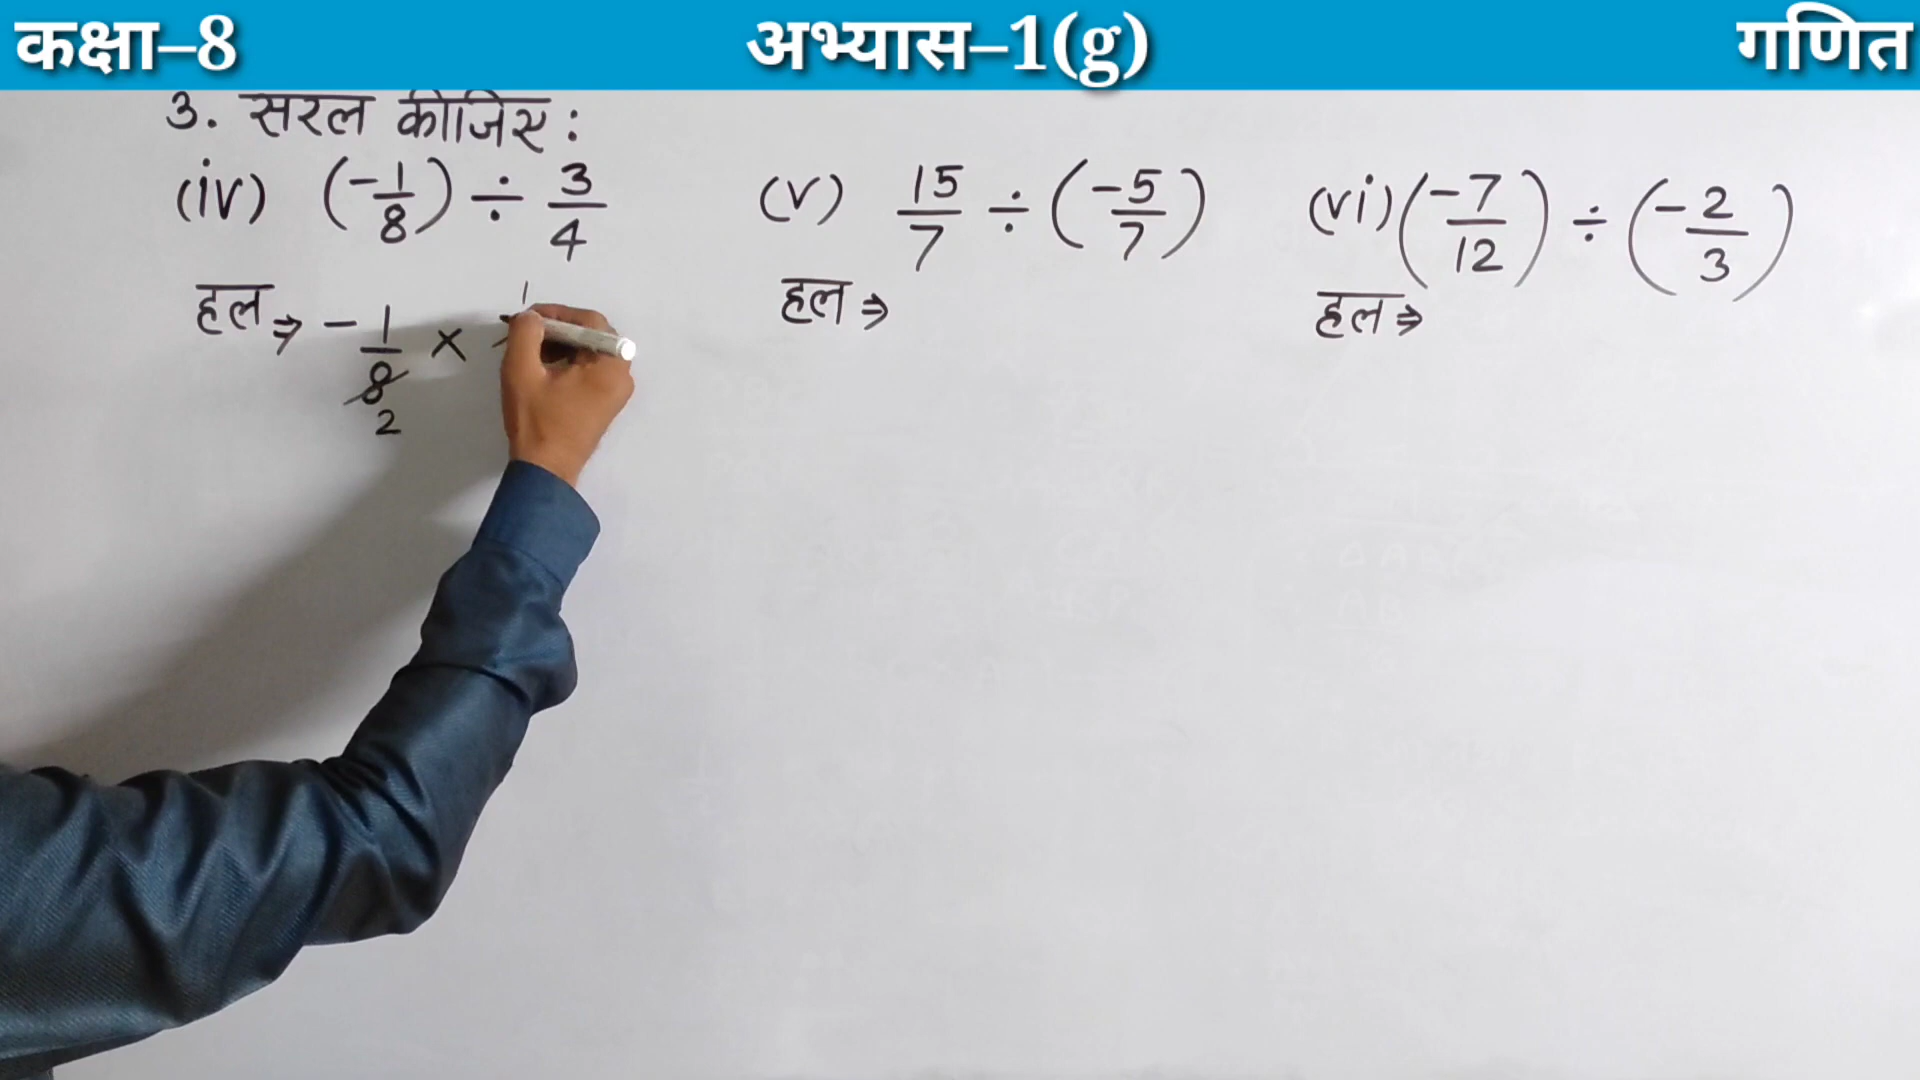 कक्षा–8 अभ्यास–1(g) गणित
3. सरल कीजिए :
(iv) (-1/8) ÷ 3/4 (v) 15/7 ÷ (-5/7) (vi) (-7/12) ÷ (-2/3)
हल ⇒ -1/8 × हल ⇒ हल ⇒
1
2